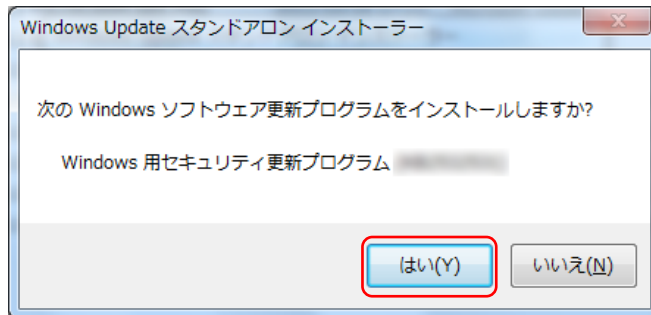 Windows Update スタンドアロン インストーラー
次の Windows ソフトウェア更新プログラムをインストールしますか?
Windows 用セキュリティ更新プログラム
はい(Y)
いいえ(N)